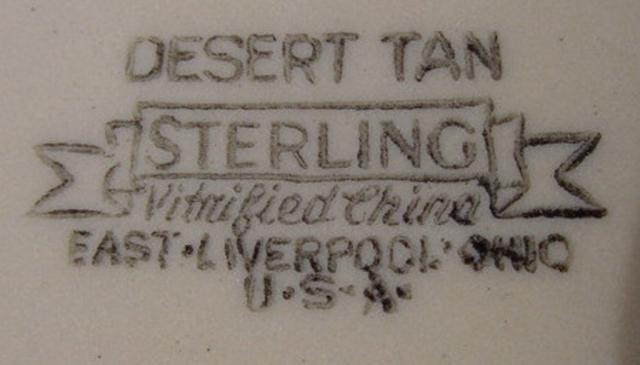 DESERT TAN
STERLING
Vitrified China
EAST·LIVERPOOL·OHIO
U·S·A·